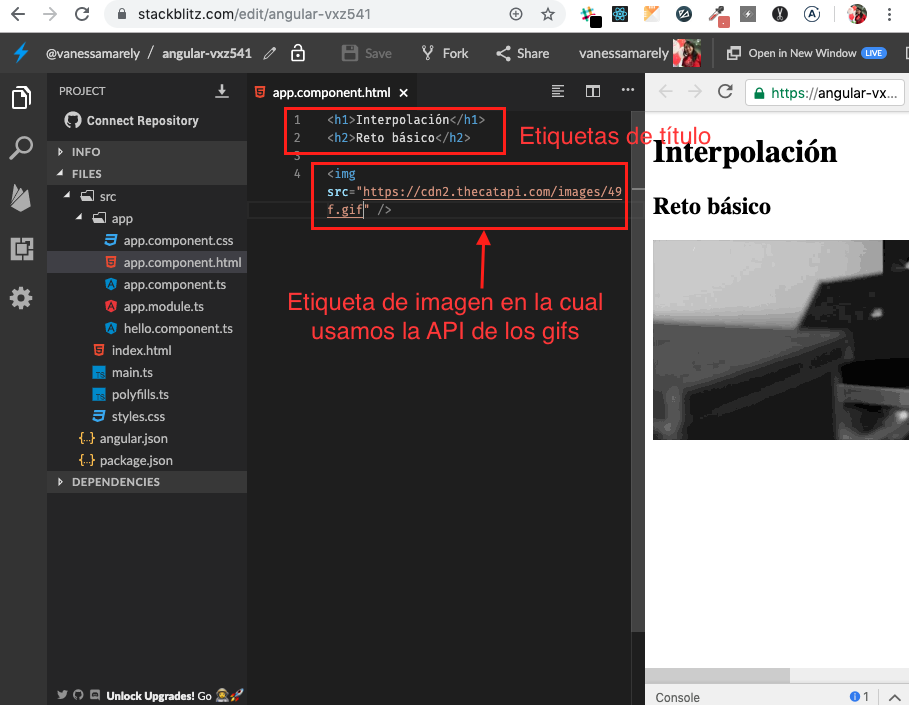 stackblitz.com/edit/angular-vxz541
@vanessamarely / angular-vxz541
Save
Fork
Share
vanessamarely
Open in New Window
LIVE
PROJECT
Connect Repository
INFO
FILES
src
app
app.component.css
app.component.html
app.component.ts
app.module.ts
hello.component.ts
index.html
main.ts
polyfills.ts
styles.css
{..} angular.json
{..} package.json
DEPENDENCIES
Unlock Upgrades! Go
app.component.html
1 <h1>Interpolación</h1>
2 <h2>Reto básico</h2>
3
4 <img
src="https://cdn2.thecatapi.com/images/49
f.gif" />
Etiquetas de título
Etiqueta de imagen en la cual
usamos la API de los gifs
https://angular-vx...
Interpolación
Reto básico
Console
1